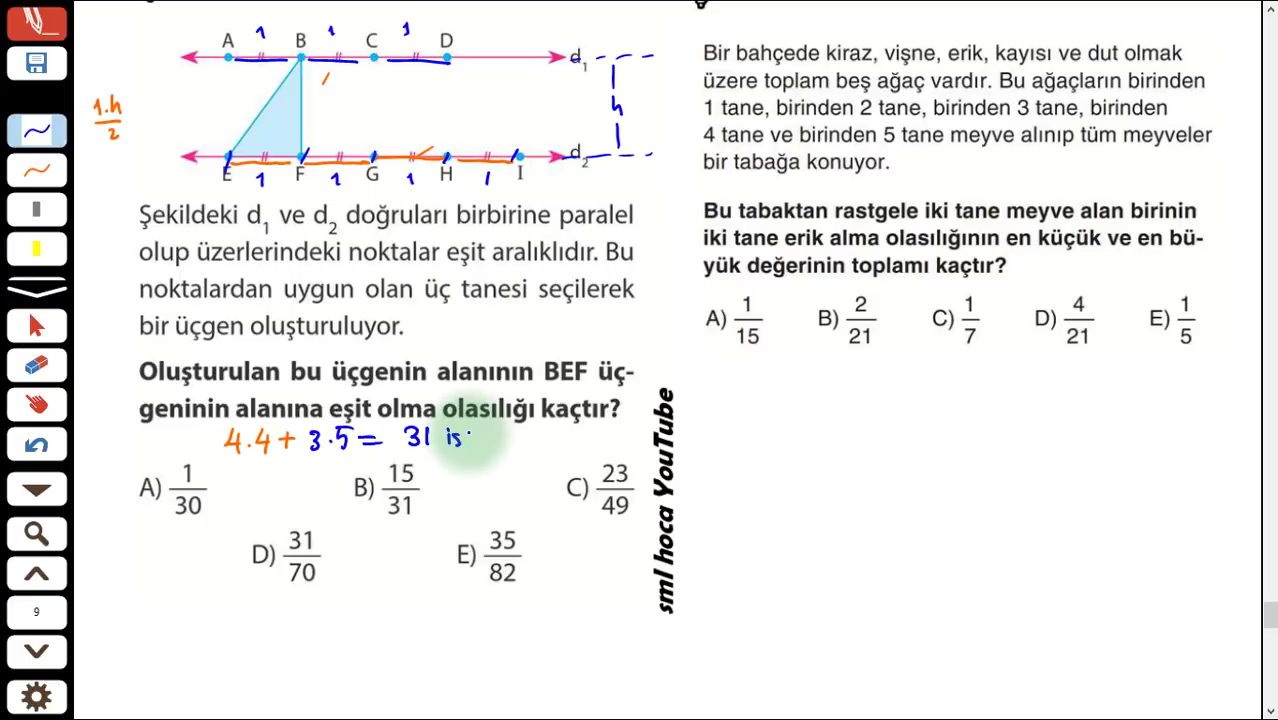 1 1 1
A B C D
d1
1.h
2
h
d2
E F G H I
1 1 1 1
Şekildeki d1 ve d2 doğruları birbirine paralel
olup üzerlerindeki noktalar eşit aralıklıdır. Bu
noktalardan uygun olan üç tanesi seçilerek
bir üçgen oluşturuluyor.
Oluşturulan bu üçgenin alanının BEF üç-
geninin alanına eşit olma olasılığı kaçtır?
4.4 + 3.5 = 31 is
A) 1/30 B) 15/31 C) 23/49
D) 31/70 E) 35/82
sml hoca YouTube
Bir bahçede kiraz, vişne, erik, kayısı ve dut olmak
üzere toplam beş ağaç vardır. Bu ağaçların birinden
1 tane, birinden 2 tane, birinden 3 tane, birinden
4 tane ve birinden 5 tane meyve alınıp tüm meyveler
bir tabağa konuyor.
Bu tabaktan rastgele iki tane meyve alan birinin
iki tane erik alma olasılığının en küçük ve en bü-
yük değerinin toplamı kaçtır?
A) 1/15 B) 2/21 C) 1/7 D) 4/21 E) 1/5
9